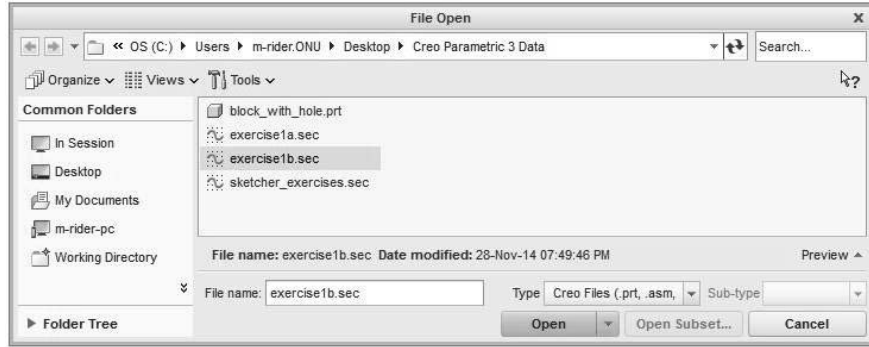 File Open
« OS (C:) Users m-rider.ONU Desktop Creo Parametric 3 Data Search...
Organize Views Tools
Common Folders
In Session
Desktop
My Documents
m-rider-pc
Working Directory
Folder Tree
block_with_hole.prt
exercise1a.sec
exercise1b.sec
sketcher_exercises.sec
File name: exercise1b.sec Date modified: 28-Nov-14 07:49:46 PM Preview
File name: exercise1b.sec Type Creo Files (.prt, .asm, Sub-type
Open Open Subset... Cancel